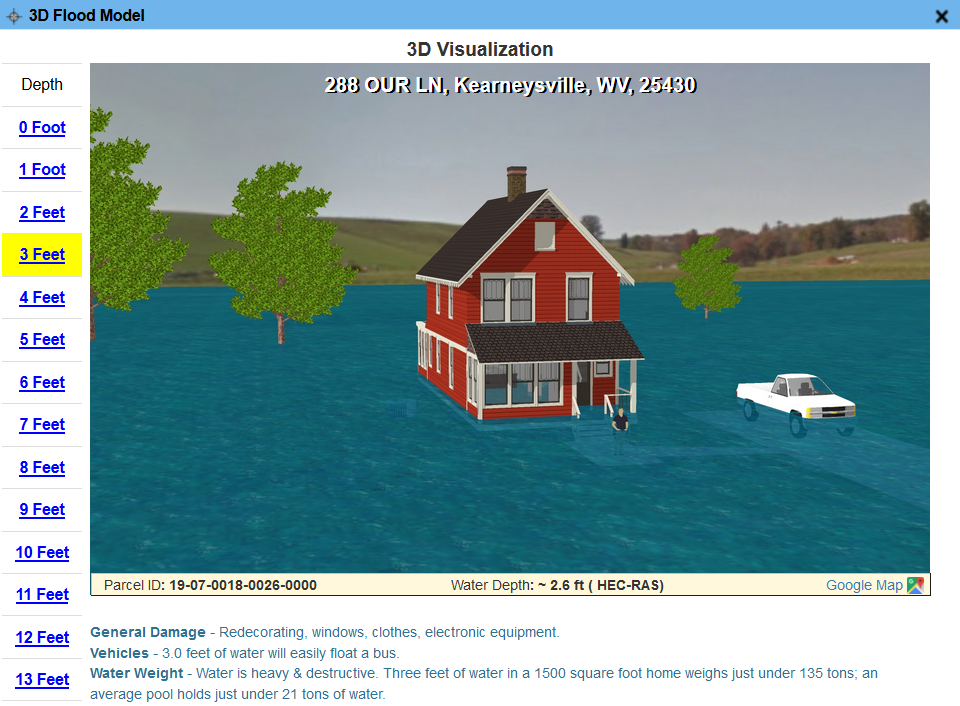 3D Flood Model
3D Visualization
Depth
0 Foot
1 Foot
2 Feet
3 Feet
4 Feet
5 Feet
6 Feet
7 Feet
8 Feet
9 Feet
10 Feet
11 Feet
12 Feet
13 Feet
288 OUR LN, Kearneysville, WV, 25430
Parcel ID: 19-07-0018-0026-0000 Water Depth: ~ 2.6 ft ( HEC-RAS) Google Map
General Damage - Redecorating, windows, clothes, electronic equipment.
Vehicles - 3.0 feet of water will easily float a bus.
Water Weight - Water is heavy & destructive. Three feet of water in a 1500 square foot home weighs just under 135 tons; an
average pool holds just under 21 tons of water.